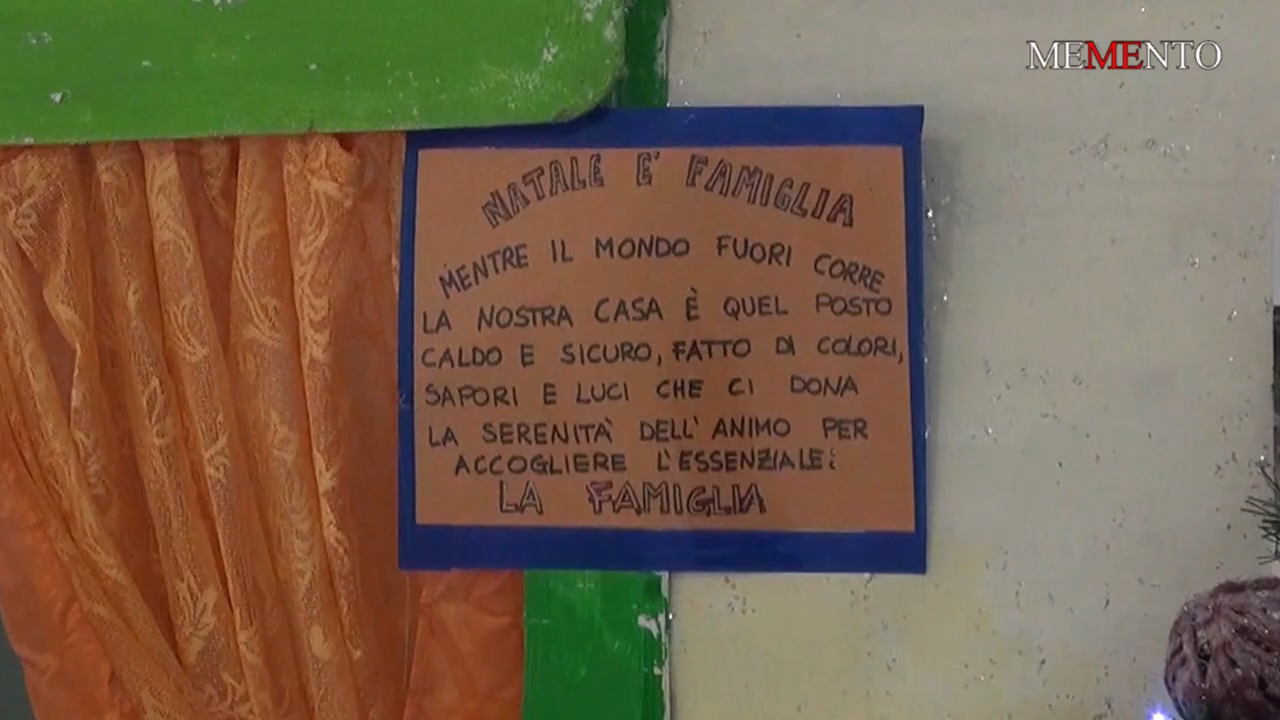 MEMENTO
NATALE E' FAMIGLIA
MENTRE IL MONDO FUORI CORRE
LA NOSTRA CASA È QUEL POSTO
CALDO E SICURO, FATTO DI COLORI,
SAPORI E LUCI CHE CI DONA
LA SERENITÀ DELL'ANIMO PER
ACCOGLIERE L'ESSENZIALE:
LA FAMIGLIA